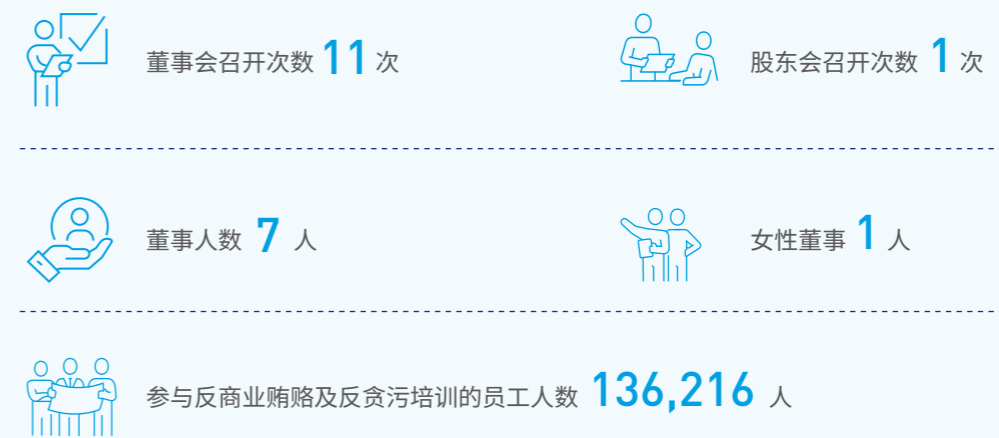 董事会召开次数 11 次
股东会召开次数 1 次
董事人数 7 人
女性董事 1 人
参与反商业贿赂及反贪污培训的员工人数 136,216 人